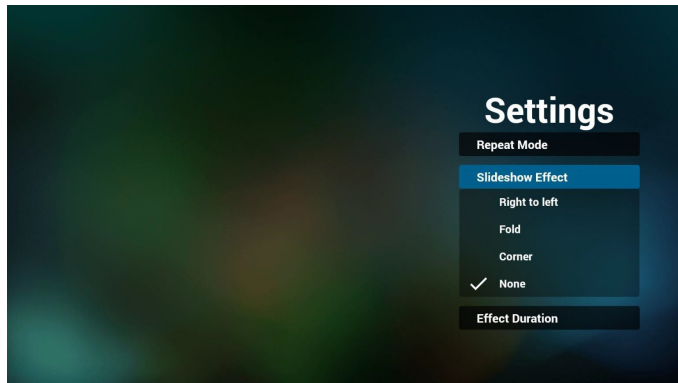 Settings
Repeat Mode
Slideshow Effect
Right to left
Fold
Corner
None
Effect Duration